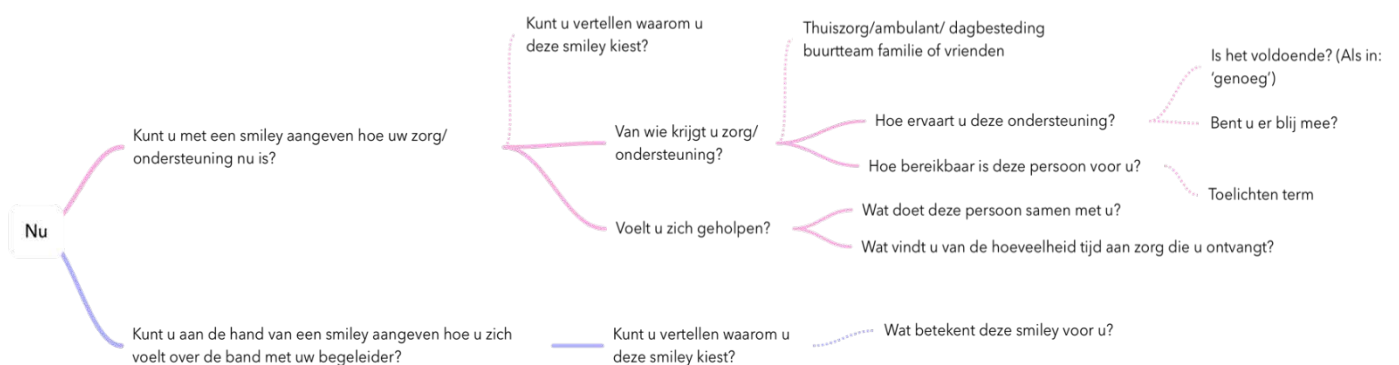 Nu
Kunt u met een smiley aangeven hoe uw zorg/
ondersteuning nu is?
Kunt u vertellen waarom u
deze smiley kiest?
Van wie krijgt u zorg/
ondersteuning?
Thuiszorg/ambulant/ dagbesteding
buurtteam familie of vrienden
Hoe ervaart u deze ondersteuning?
Is het voldoende? (Als in:
‘genoeg’)
Bent u er blij mee?
Hoe bereikbaar is deze persoon voor u?
Toelichten term
Voelt u zich geholpen?
Wat doet deze persoon samen met u?
Wat vindt u van de hoeveelheid tijd aan zorg die u ontvangt?
Kunt u aan de hand van een smiley aangeven hoe u zich
voelt over de band met uw begeleider?
Kunt u vertellen waarom u
deze smiley kiest?
Wat betekent deze smiley voor u?